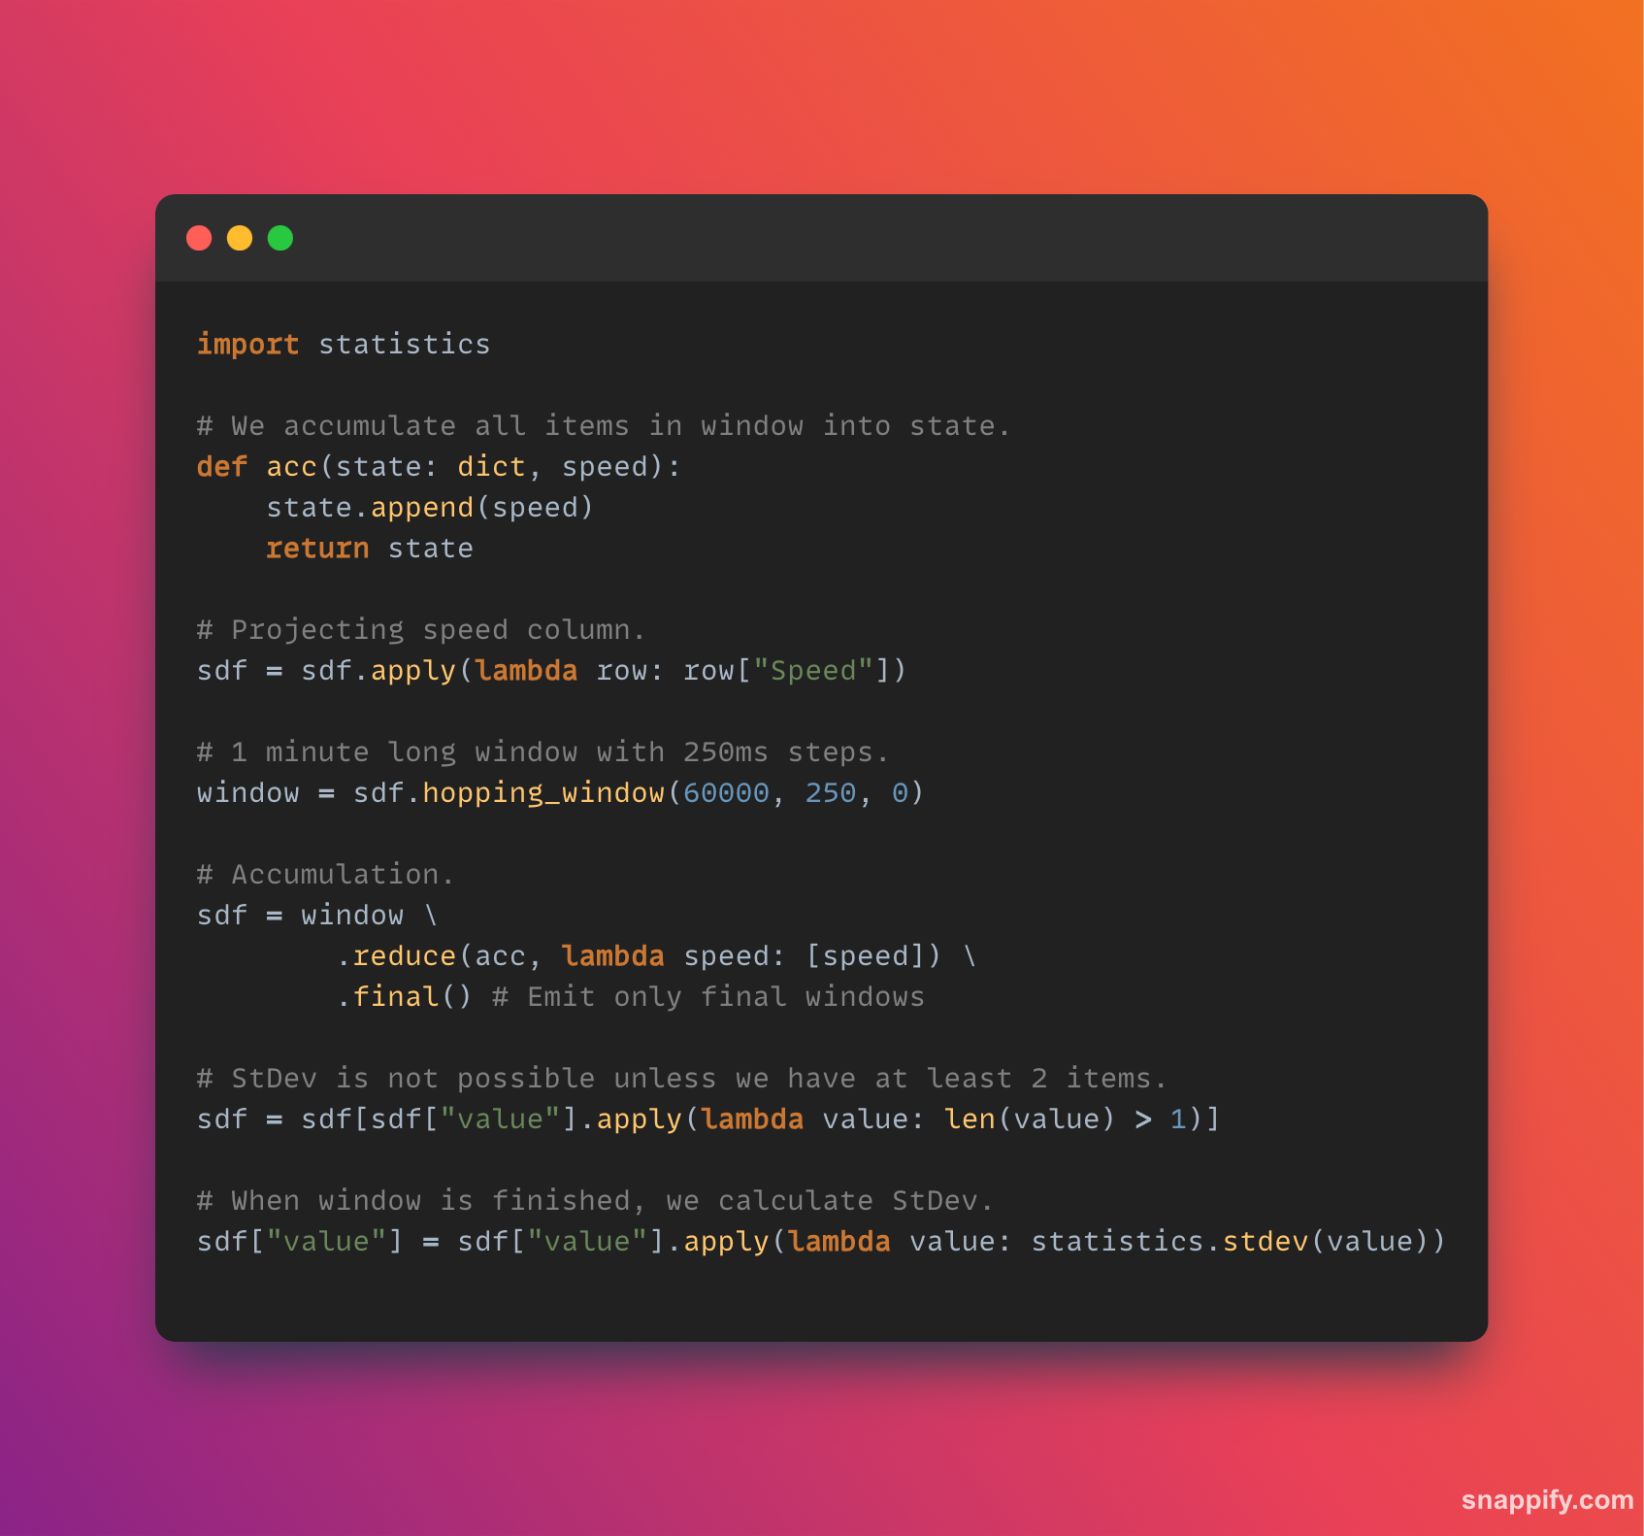 import statistics

# We accumulate all items in window into state.
def acc(state: dict, speed):
    state.append(speed)
    return state

# Projecting speed column.
sdf = sdf.apply(lambda row: row["Speed"])

# 1 minute long window with 250ms steps.
window = sdf.hopping_window(60000, 250, 0)

# Accumulation.
sdf = window \
        .reduce(acc, lambda speed: [speed]) \
        .final() # Emit only final windows

# StDev is not possible unless we have at least 2 items.
sdf = sdf[sdf["value"].apply(lambda value: len(value) > 1)]

# When window is finished, we calculate StDev.
sdf["value"] = sdf["value"].apply(lambda value: statistics.stdev(value))
snappify.com